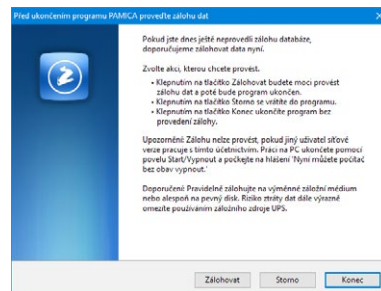 Před ukončením programu PAMICA proveďte zálohu dat
Pokud jste dnes ještě neprovedli zálohu databáze,
doporučujeme zálohovat data nyní.
Zvolte akci, kterou chcete provést.
• Klepnutím na tlačítko Zálohovat budete moci provést
zálohu dat a poté bude program ukončen.
• Klepnutím na tlačítko Storno se vrátíte do programu.
• Klepnutím na tlačítko Konec ukončíte program bez
provedení zálohy.
Upozornění: Zálohu nelze provést, pokud jiný uživatel síťové
verze pracuje s tímto účetnictvím. Práci na PC ukončete pomocí
povelu Start/Vypnout a počkejte na hlášení 'Nyní můžete počítač
bez obav vypnout.'
Doporučení: Pravidelně zálohujte na výměnné záložní médium
nebo alespoň na pevný disk. Riziko ztráty dat dále výrazně
omezíte používáním záložního zdroje UPS.
Zálohovat
Storno
Konec